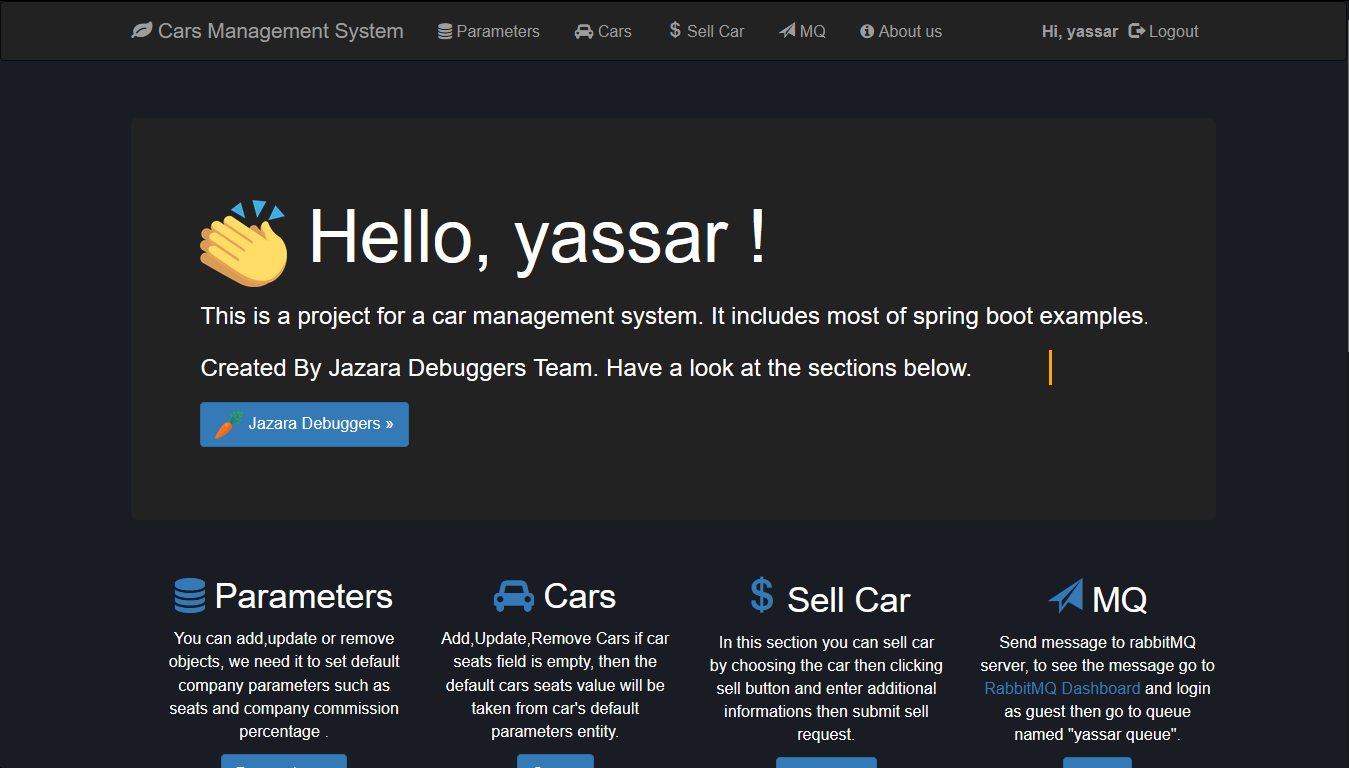 Cars Management System Parameters Cars $ Sell Car MQ About us Hi, yassar Logout
Hello, yassar !
This is a project for a car management system. It includes most of spring boot examples.
Created By Jazara Debuggers Team. Have a look at the sections below.
Jazara Debuggers »
Parameters
You can add,update or remove
objects, we need it to set default
company parameters such as
seats and company commission
percentage .
Cars
Add,Update,Remove Cars if car
seats field is empty, then the
default cars seats value will be
taken from car's default
parameters entity.
$ Sell Car
In this section you can sell car
by choosing the car then clicking
sell button and enter additional
informations then submit sell
request.
MQ
Send message to rabbitMQ
server, to see the message go to
RabbitMQ Dashboard and login
as guest then go to queue
named "yassar queue".